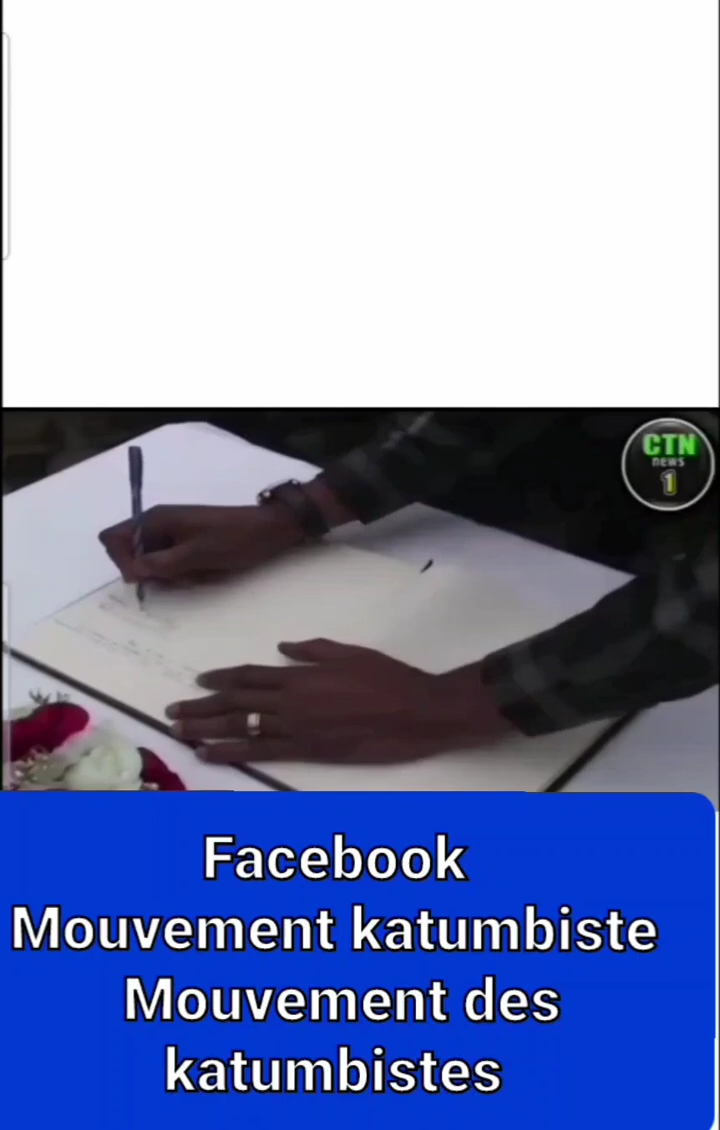 CTN
news
1
Facebook
Mouvement katumbiste
Mouvement des
katumbistes